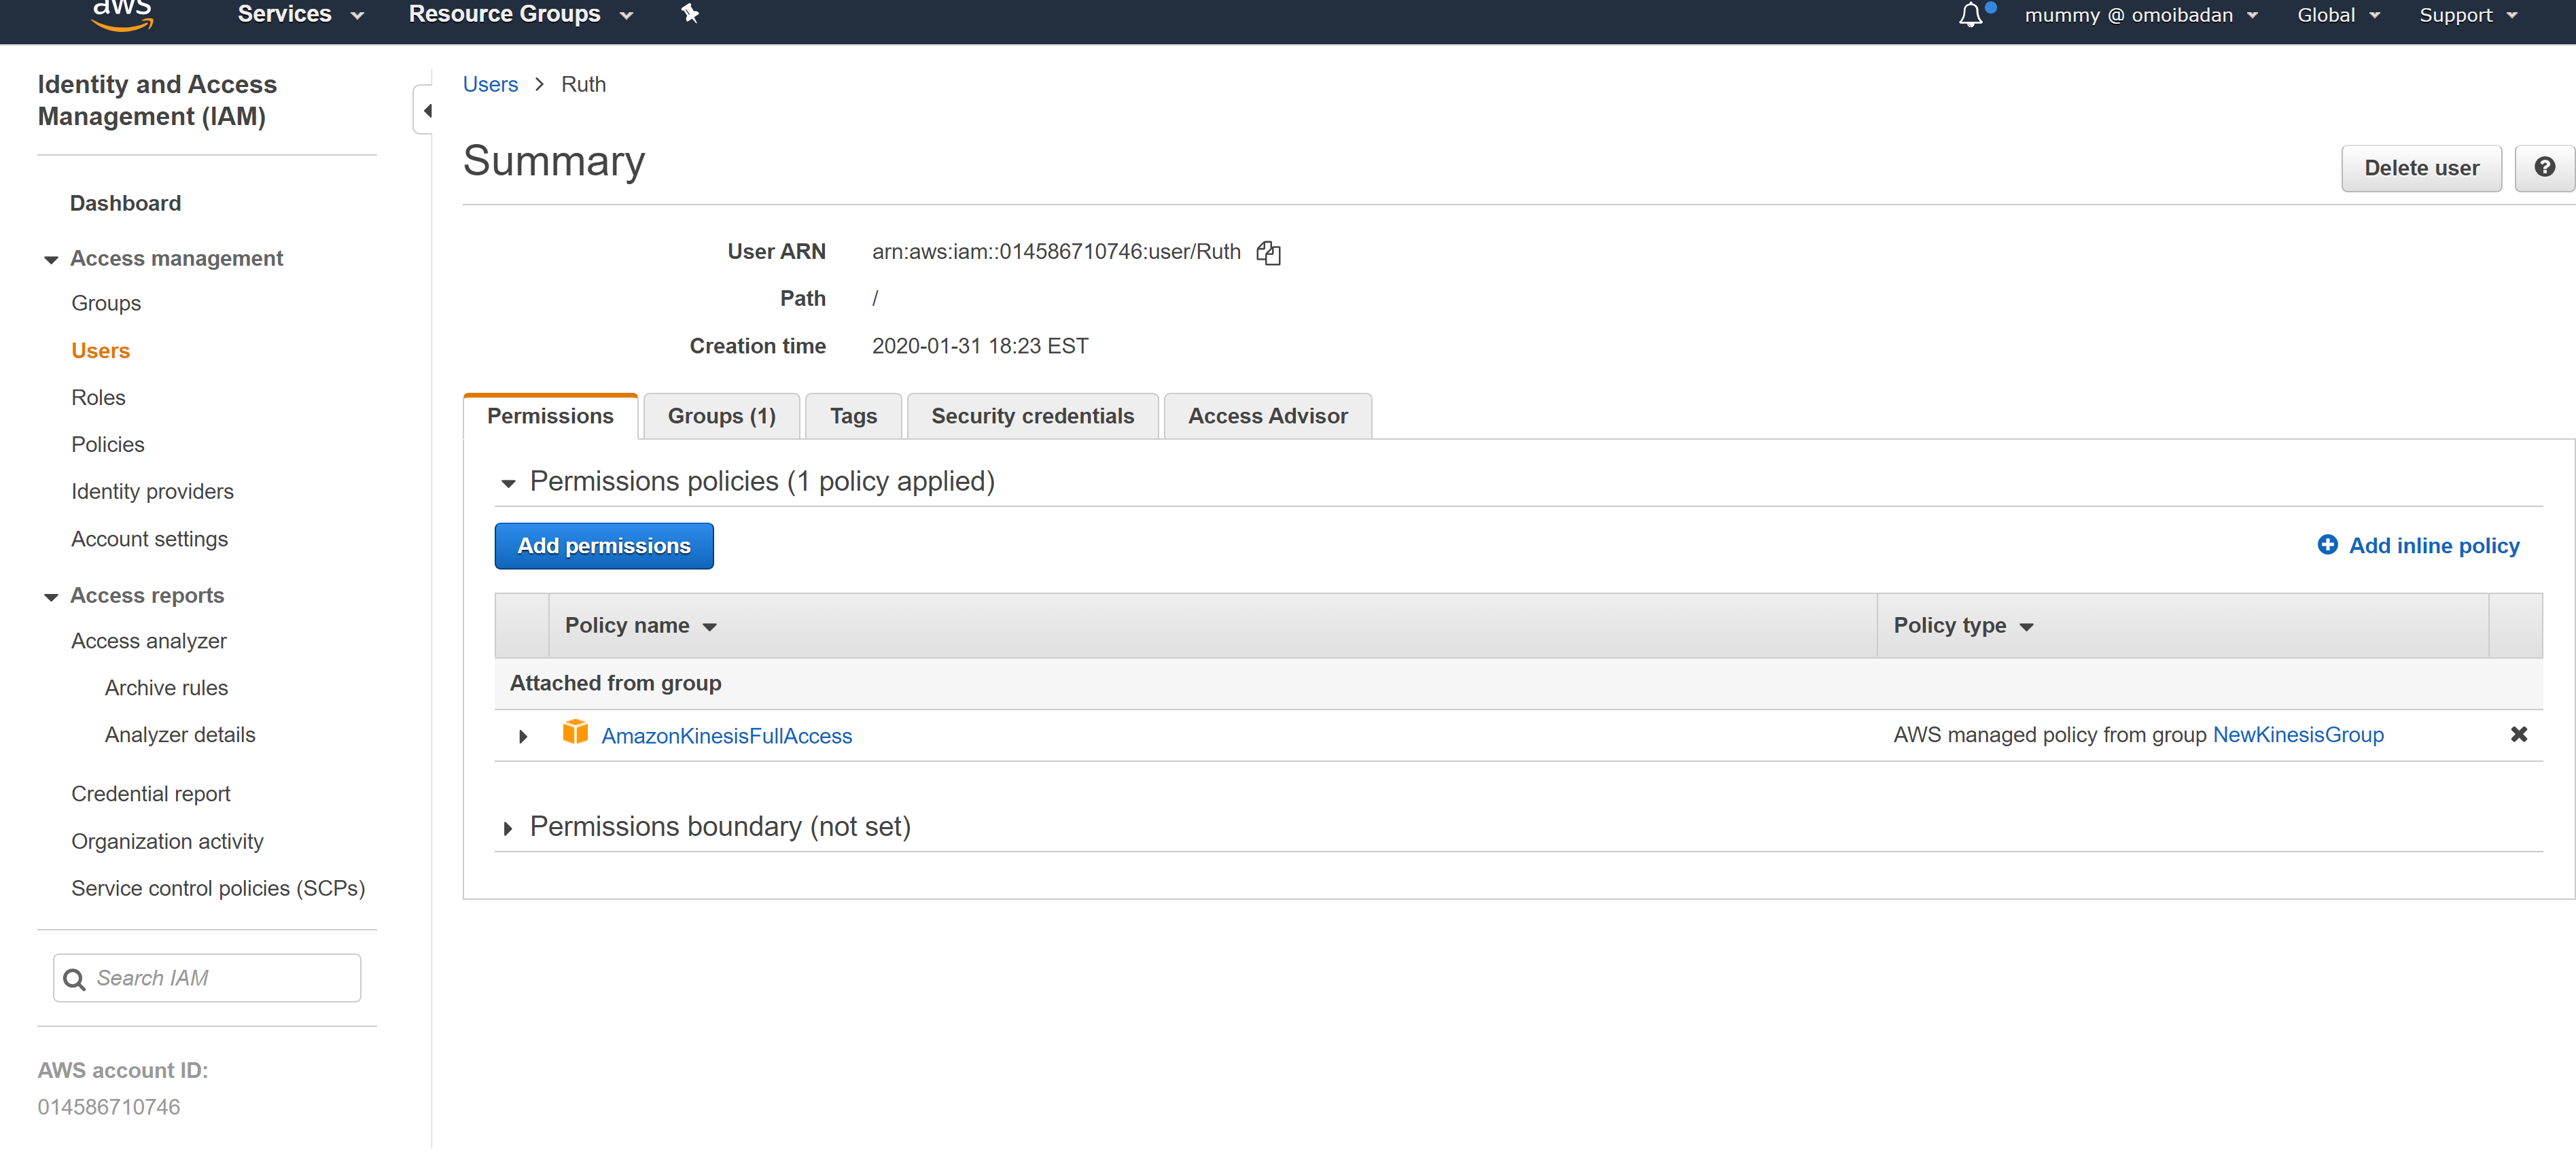 aws
Services
Resource Groups
mummy @ omoibadan
Global
Support
Identity and Access
Management (IAM)
Dashboard
Access management
Groups
Users
Roles
Policies
Identity providers
Account settings
Access reports
Access analyzer
Archive rules
Analyzer details
Credential report
Organization activity
Service control policies (SCPs)
Search IAM
AWS account ID:
014586710746
Users > Ruth
Summary
Delete user
?
User ARN arn:aws:iam::014586710746:user/Ruth
Path /
Creation time 2020-01-31 18:23 EST
Permissions
Groups (1)
Tags
Security credentials
Access Advisor
Permissions policies (1 policy applied)
Add permissions
Add inline policy
Policy name
Policy type
Attached from group
AmazonKinesisFullAccess
AWS managed policy from group NewKinesisGroup
Permissions boundary (not set)